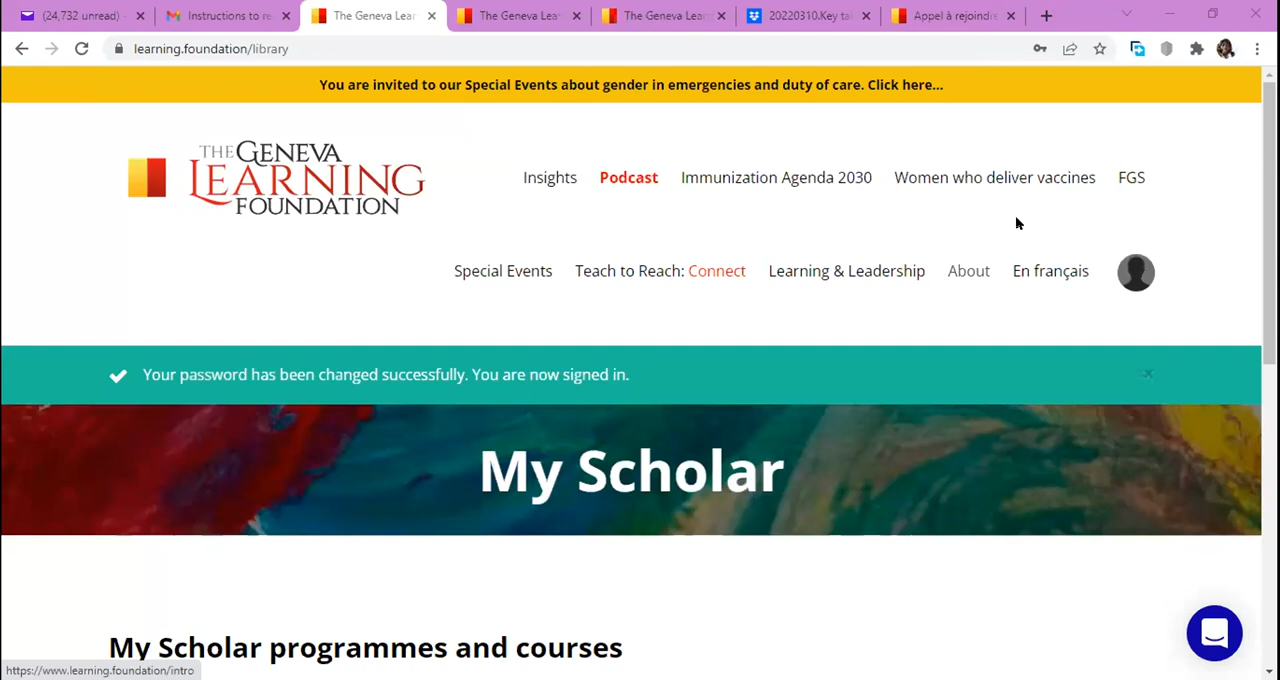 (24,732 unread) -
Instructions to re
The Geneva Lear
The Geneva Lea
The Geneva Lea
20220310.Key ta
Appel à rejoindr
learning.foundation/library
You are invited to our Special Events about gender in emergencies and duty of care. Click here...
THE GENEVA
LEARNING
FOUNDATION
Insights
Podcast
Immunization Agenda 2030
Women who deliver vaccines
FGS
Special Events
Teach to Reach: Connect
Learning & Leadership
About
En français
Your password has been changed successfully. You are now signed in.
My Scholar
My Scholar programmes and courses
https://www.learning.foundation/intro